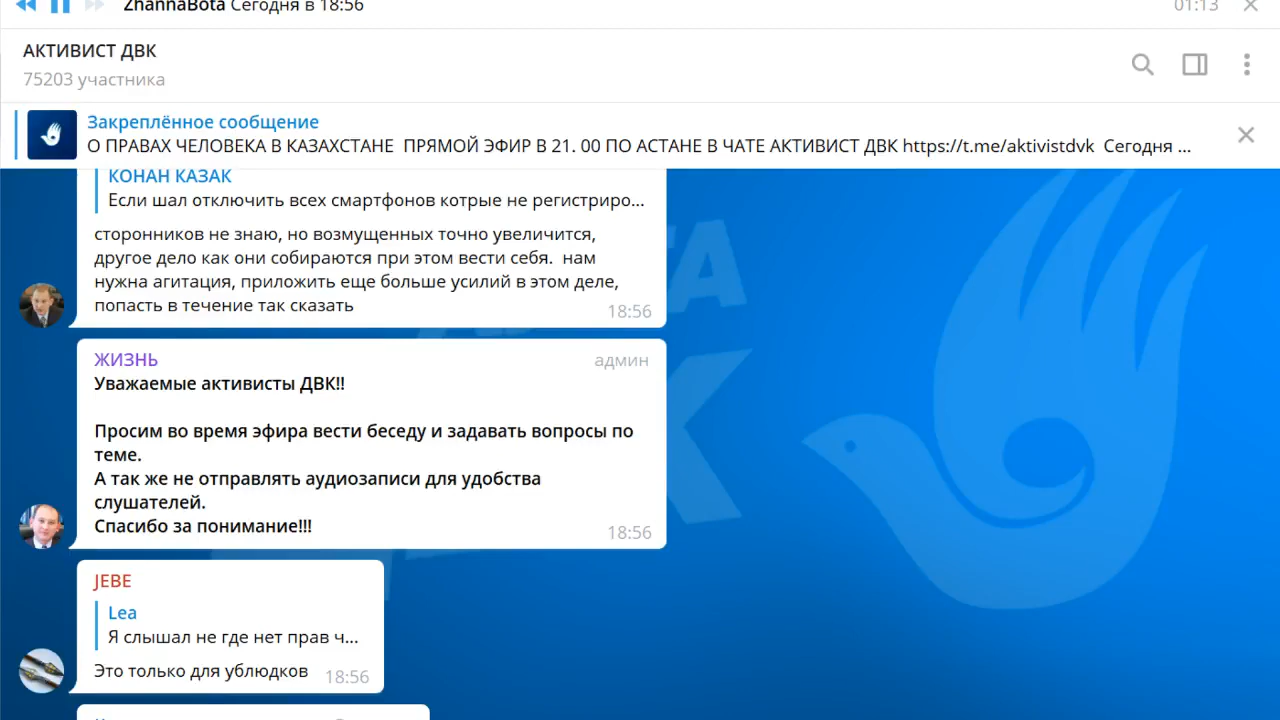 ZhannaBota Сегодня в 18:56
01:13
АКТИВИСТ ДВК
75203 участника
Закреплённое сообщение
О ПРАВАХ ЧЕЛОВЕКА В КАЗАХСТАНЕ ПРЯМОЙ ЭФИР В 21. 00 ПО АСТАНЕ В ЧАТЕ АКТИВИСТ ДВК https://t.me/aktivistdvk Сегодня ...
КОНАН КАЗАК
Если шал отключить всех смартфонов котрые не регистриро...
сторонников не знаю, но возмущенных точно увеличится,
другое дело как они собираются при этом вести себя. нам
нужна агитация, приложить еще больше усилий в этом деле,
попасть в течение так сказать
18:56
ЖИЗНЬ
админ
Уважаемые активисты ДВК!!
Просим во время эфира вести беседу и задавать вопросы по
теме.
А так же не отправлять аудиозаписи для удобства
слушателей.
Спасибо за понимание!!!
18:56
JEBE
Lea
Я слышал не где нет прав ч...
Это только для ублюдков
18:56